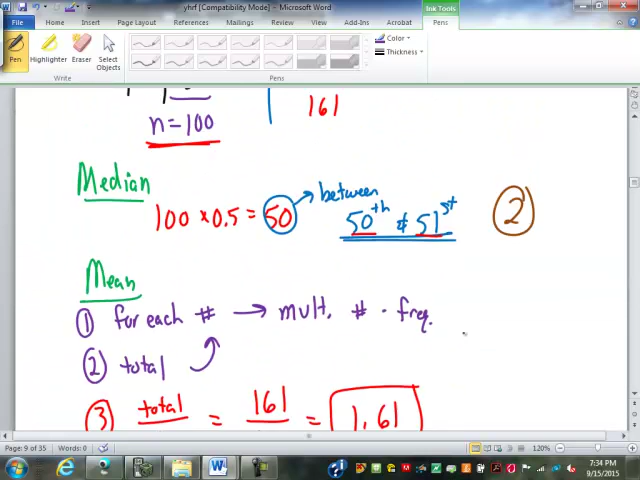 yhrf [Compatibility Mode] - Microsoft Word
Ink Tools
File Home Insert Page Layout References Mailings Review View Add-Ins Acrobat Pens
Pen Highlighter Eraser Select Objects
Color
Thickness
Write Pens
n=100
161
Median
100 x 0.5 = 50 → between 50th & 51st
2
Mean
① for each # → mult. # · freq.
② total
③ total = 161 = 1.61
Page: 9 of 35 Words: 0 120%
7:34 PM
9/15/2015